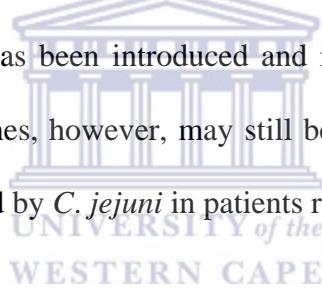 as been introduced and
nes, however, may still be
d by C. jejuni in patients
UNIVERSITY of the
WESTERN CAPE